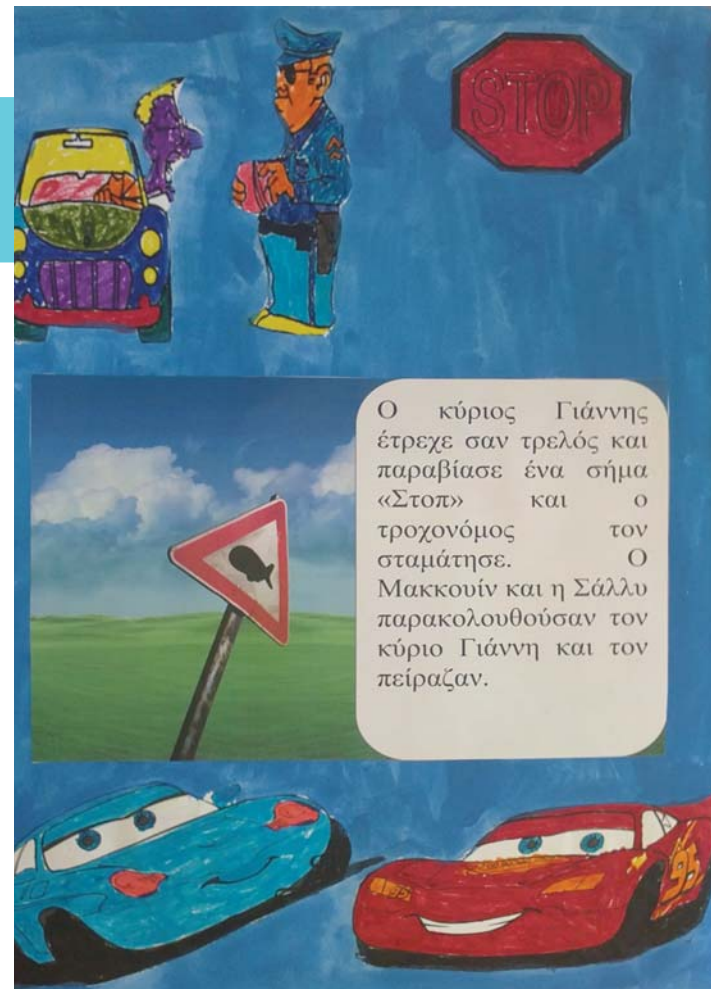 STOP
Ο κύριος Γιάννης
έτρεχε σαν τρελός και
παραβίασε ένα σήμα
«Στοπ» και ο
τροχονόμος τον
σταμάτησε. Ο
Μακκουίν και η Σάλλυ
παρακολουθούσαν τον
κύριο Γιάννη και τον
πείραζαν.
95